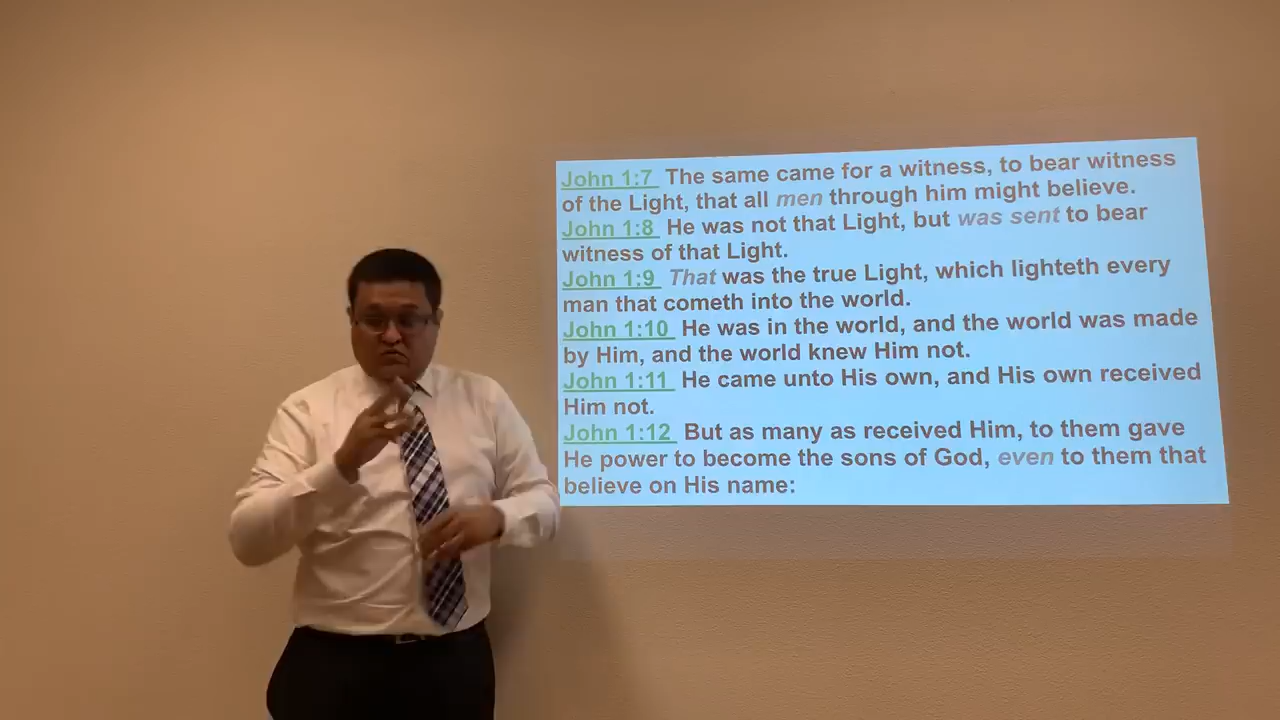 John 1:7 The same came for a witness, to bear witness
of the Light, that all men through him might believe.
John 1:8 He was not that Light, but was sent to bear
witness of that Light.
John 1:9 That was the true Light, which lighteth every
man that cometh into the world.
John 1:10 He was in the world, and the world was made
by Him, and the world knew Him not.
John 1:11 He came unto His own, and His own received
Him not.
John 1:12 But as many as received Him, to them gave
He power to become the sons of God, even to them that
believe on His name: